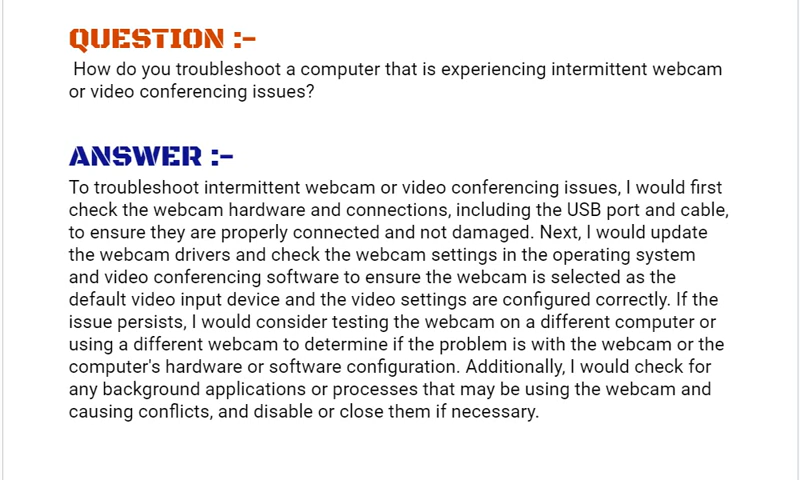 QUESTION :-
How do you troubleshoot a computer that is experiencing intermittent webcam
or video conferencing issues?
ANSWER :-
To troubleshoot intermittent webcam or video conferencing issues, I would first
check the webcam hardware and connections, including the USB port and cable,
to ensure they are properly connected and not damaged. Next, I would update
the webcam drivers and check the webcam settings in the operating system
and video conferencing software to ensure the webcam is selected as the
default video input device and the video settings are configured correctly. If the
issue persists, I would consider testing the webcam on a different computer or
using a different webcam to determine if the problem is with the webcam or the
computer's hardware or software configuration. Additionally, I would check for
any background applications or processes that may be using the webcam and
causing conflicts, and disable or close them if necessary.